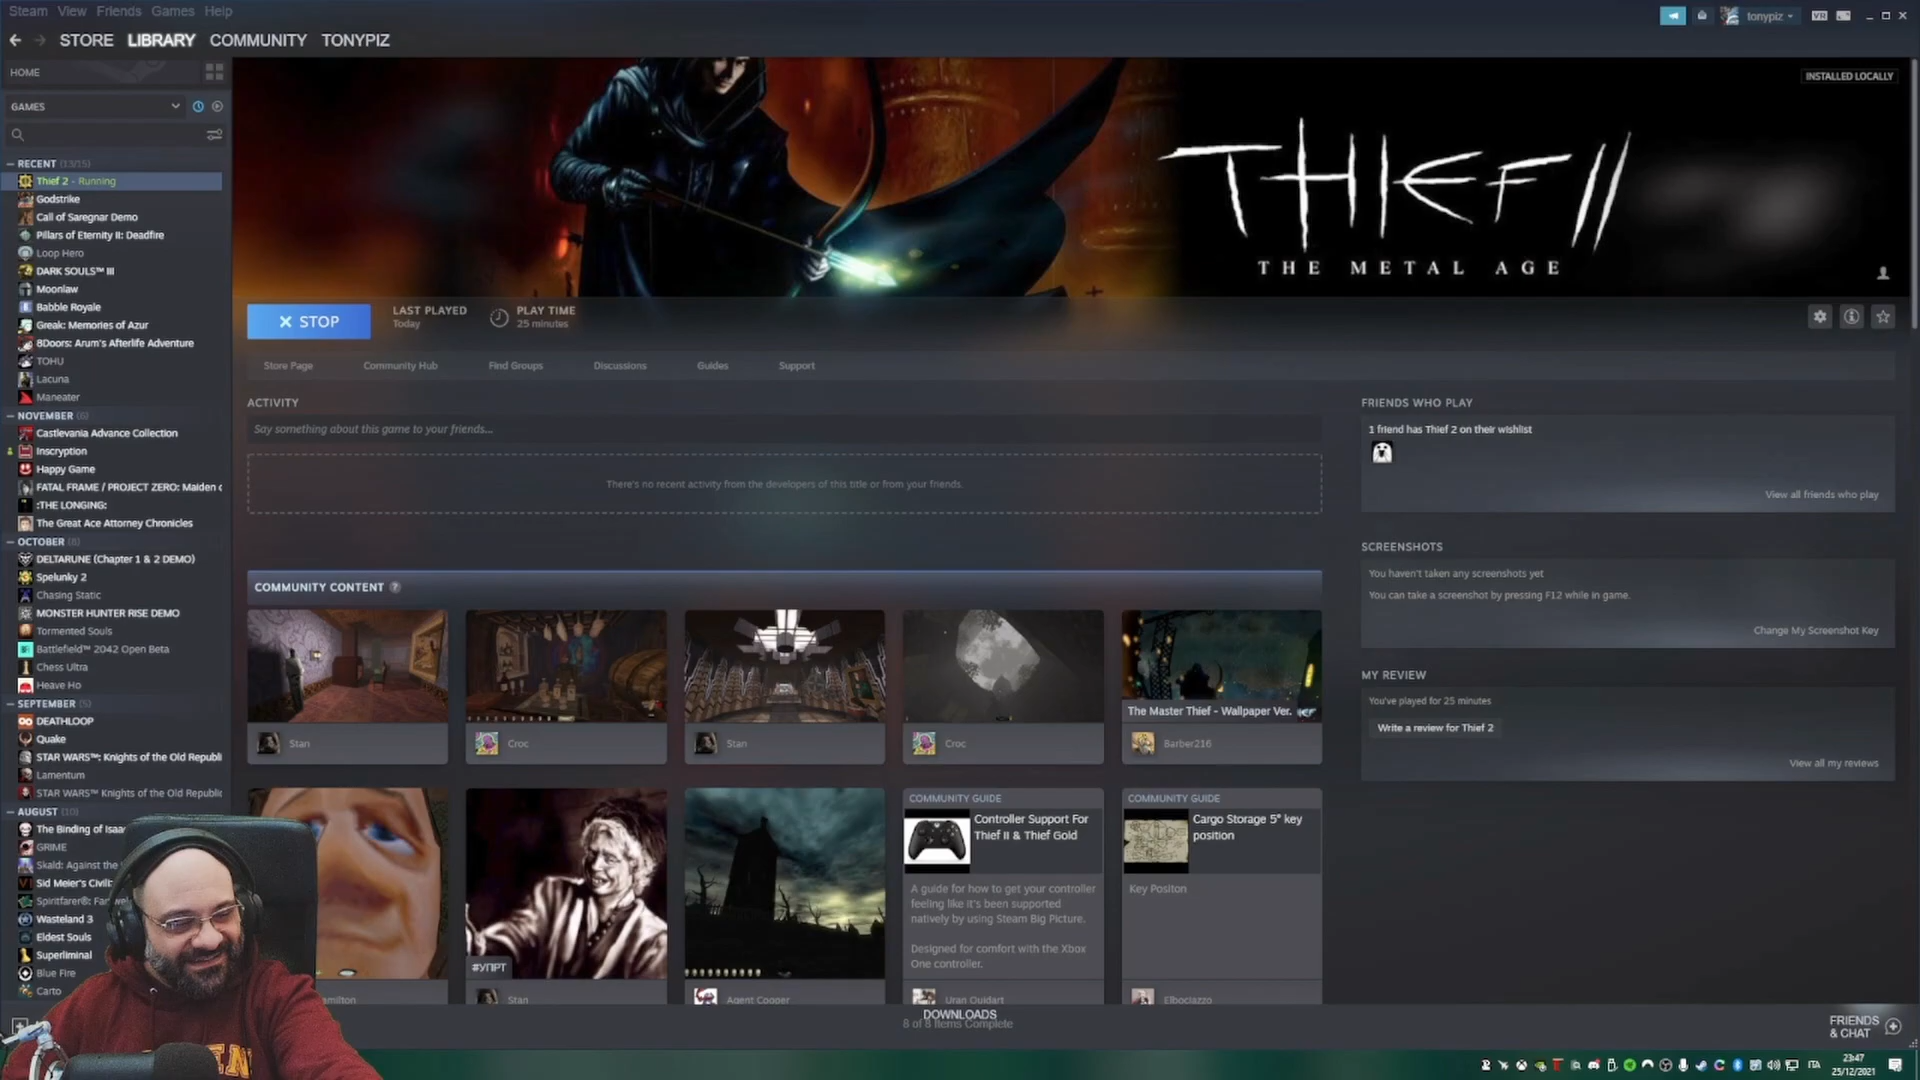 Steam View Friends Games Help
tonypiz
VR
STORE LIBRARY COMMUNITY TONYPIZ
HOME
GAMES
RECENT (13/15)
Thief 2 - Running
Godstrike
Call of Saregnar Demo
Pillars of Eternity II: Deadfire
Loop Hero
DARK SOULS™ III
Moonlaw
Babble Royale
Greak: Memories of Azur
8Doors: Arum's Afterlife Adventure
TOHU
Lacuna
Maneater
NOVEMBER (6)
Castlevania Advance Collection
Inscryption
Happy Game
FATAL FRAME / PROJECT ZERO: Maiden o
:THE LONGING:
The Great Ace Attorney Chronicles
OCTOBER (8)
DELTARUNE (Chapter 1 & 2 DEMO)
Spelunky 2
Chasing Static
MONSTER HUNTER RISE DEMO
Tormented Souls
Battlefield™ 2042 Open Beta
Chess Ultra
Heave Ho
SEPTEMBER (5)
DEATHLOOP
Quake
STAR WARS™: Knights of the Old Republi
Lamentum
STAR WARS™ Knights of the Old Republic
AUGUST (10)
The Binding of Isaa
GRIME
Skald: Against the
Sid Meier's Civili
Spiritfarer®: Farewel
Wasteland 3
Eldest Souls
Superliminal
Blue Fire
Carto
INSTALLED LOCALLY
THIEF II
THE METAL AGE
STOP
LAST PLAYED
Today
PLAY TIME
25 minutes
Store Page Community Hub Find Groups Discussions Guides Support
ACTIVITY
Say something about this game to your friends...
There's no recent activity from the developers of this title or from your friends.
COMMUNITY CONTENT ?
Stan
Croc
Stan
Croc
The Master Thief - Wallpaper Ver.
Barber216
#УПРТ
amilton
Stan
Agent Cooper
COMMUNITY GUIDE
Controller Support For
Thief II & Thief Gold
A guide for how to get your controller
feeling like it's been supported
natively by using Steam Big Picture.
Designed for comfort with the Xbox
One controller.
Uran Quidart
COMMUNITY GUIDE
Cargo Storage 5° key
position
Key Positon
Elbociazzo
FRIENDS WHO PLAY
1 friend has Thief 2 on their wishlist
View all friends who play
SCREENSHOTS
You haven't taken any screenshots yet
You can take a screenshot by pressing F12 while in game.
Change My Screenshot Key
MY REVIEW
You've played for 25 minutes
Write a review for Thief 2
View all my reviews
DOWNLOADS
8 of 8 Items Complete
FRIENDS
& CHAT
ITA
23:47
25/12/2021